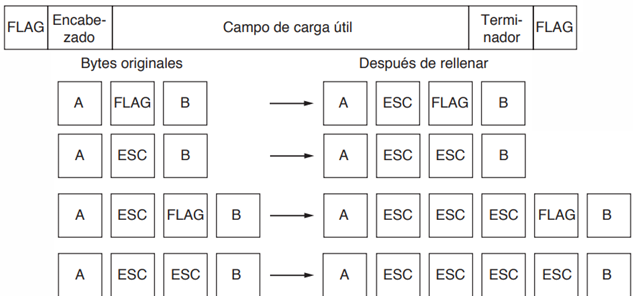 FLAG Encabe-zado Campo de carga útil Termi-nador FLAG
Bytes originales Después de rellenar
A FLAG B A ESC FLAG B
A ESC B A ESC ESC B
A ESC FLAG B A ESC ESC ESC FLAG B
A ESC ESC B A ESC ESC ESC ESC B